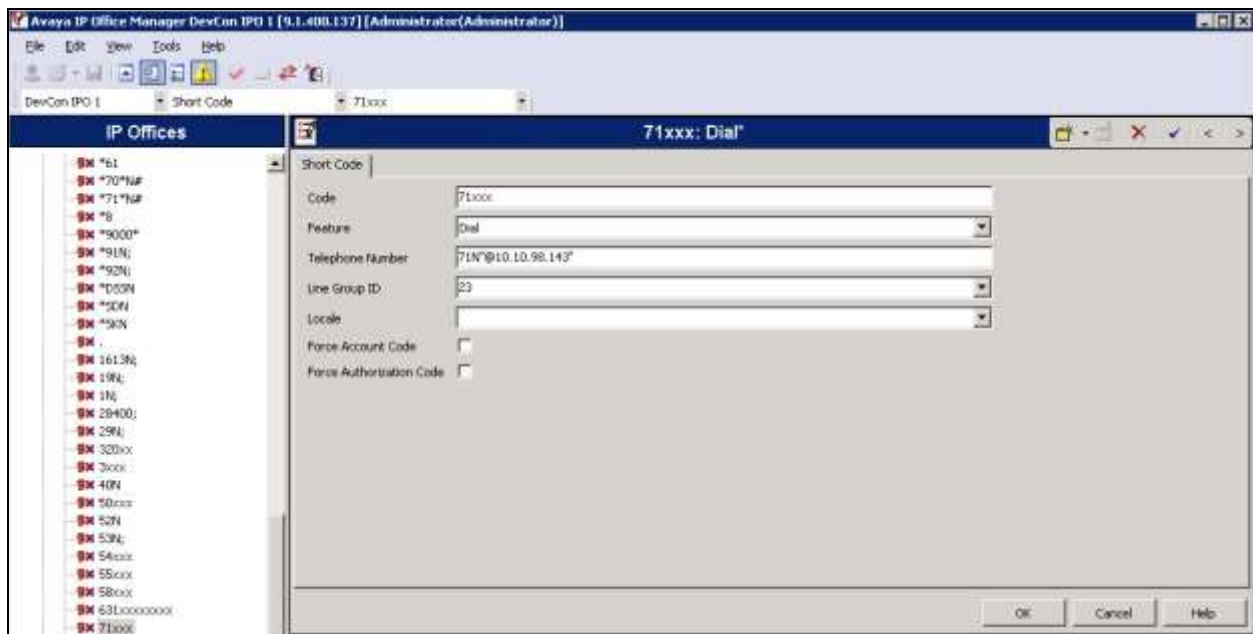 Avaya IP Office Manager DevCon IPO 1 [9.1.400.137] [Administrator(Administrator)]
File Edit View Tools Help
DevCon IPO 1 Short Code 71xxx
IP Offices
71xxx: Dial*
*61
*70*N#
*71*N#
*8
*9000*
*91N;
*92N;
*DSSN
*SDN
*SKN
.
1613N;
19N;
1N;
28400;
29N;
320xx
3xxx
40N
50xxx
52N
53N;
54xxx
55xxx
58xxx
631xxxxxxxx
71xxx
Short Code
Code 71xxx
Feature Dial
Telephone Number 71N"@10.10.98.143"
Line Group ID 23
Locale
Force Account Code
Force Authorization Code
OK Cancel Help